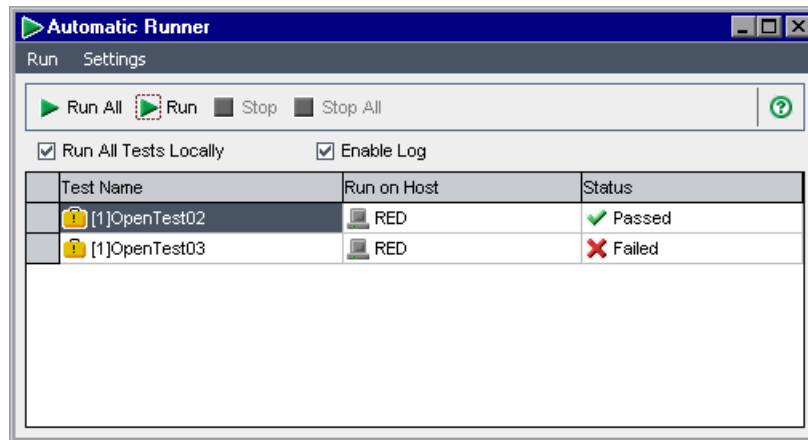 Automatic Runner
Run Settings
Run All Run Stop Stop All
Run All Tests Locally Enable Log
Test Name Run on Host Status
[1]OpenTest02 RED Passed
[1]OpenTest03 RED Failed